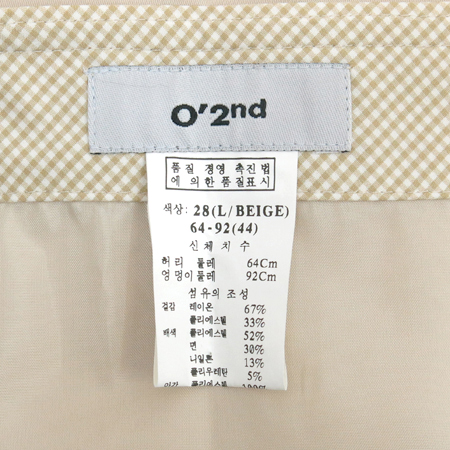 O'2nd
품질 경영 촉진법
에 의한 품질표시
색상: 28(L/BEIGE)
64-92(44)
신체치수
허리 둘레 64Cm
엉덩이둘레 92Cm
섬유의 조성
겉감 레이온 67%
폴리에스텔 33%
배색 폴리에스텔 52%
면 30%
니일론 13%
폴리우레탄 5%